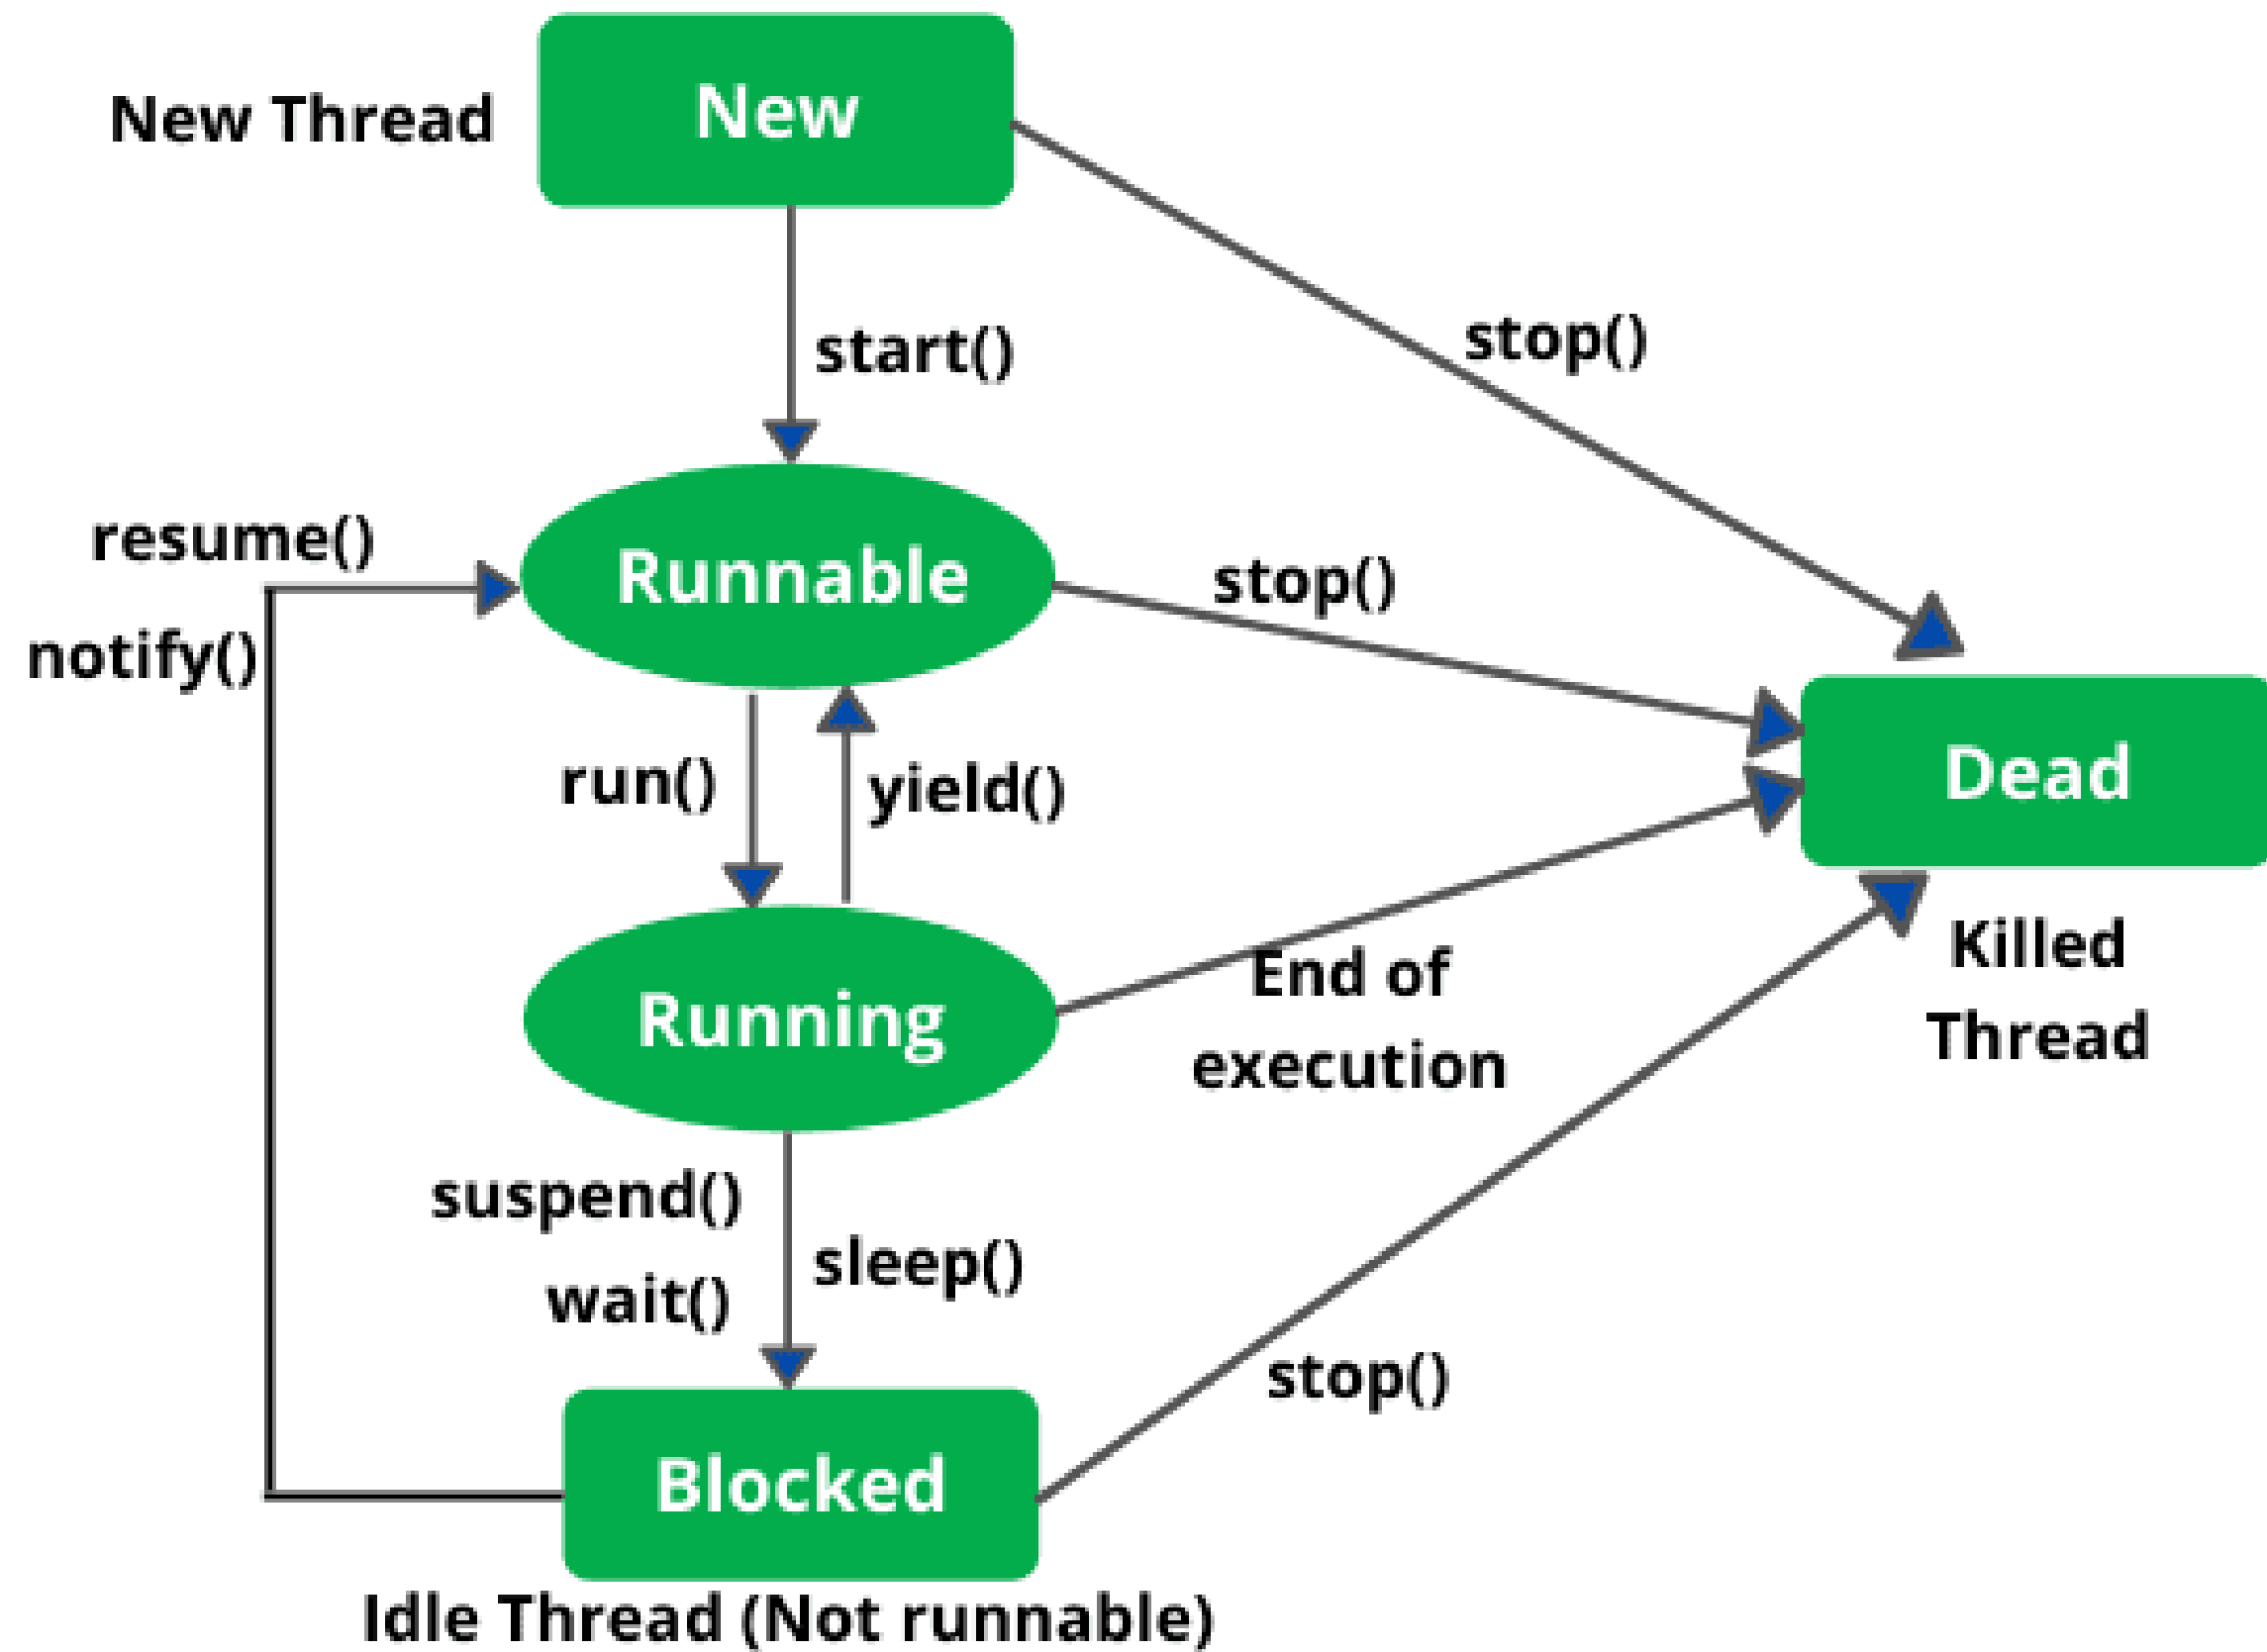 New Thread
New
start()
stop()
resume()
Runnable
stop()
notify()
run()
yield()
Dead
Running
End of
execution
Killed
Thread
suspend()
sleep()
wait()
stop()
Blocked
Idle Thread (Not runnable)